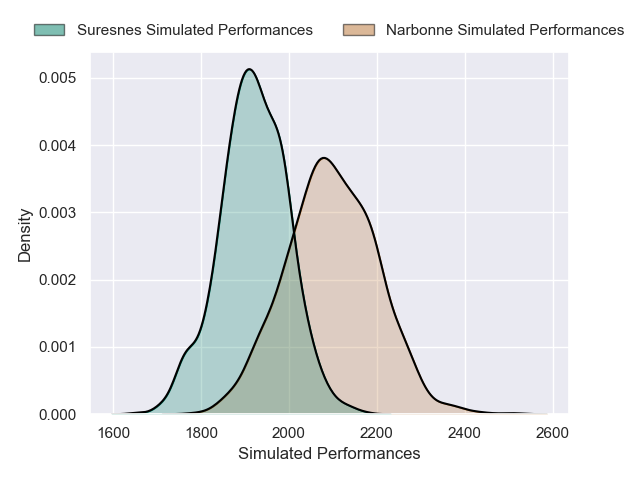 Suresnes Simulated Performances Narbonne Simulated Performances
0.005
0.004
0.003
0.002
0.001
0.000
Density
1600 1800 2000 2200 2400 2600
Simulated Performances